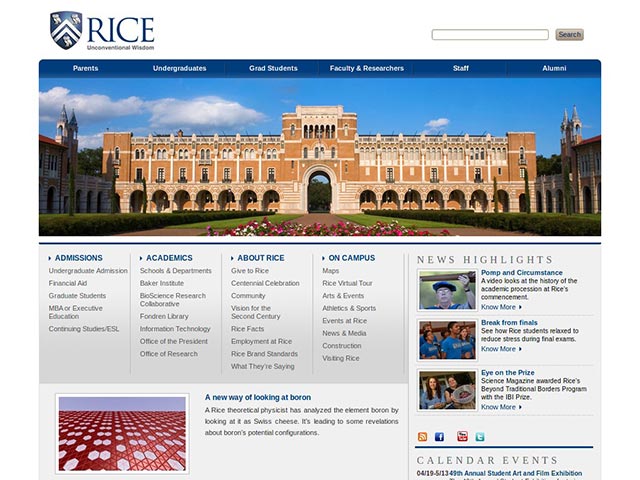 RICE
Unconventional Wisdom
Search
Parents
Undergraduates
Grad Students
Faculty & Researchers
Staff
Alumni
ADMISSIONS
Undergraduate Admission
Financial Aid
Graduate Students
MBA or Executive
Education
Continuing Studies/ESL
ACADEMICS
Schools & Departments
Baker Institute
BioScience Research
Collaborative
Fondren Library
Information Technology
Office of the President
Office of Research
ABOUT RICE
Give to Rice
Centennial Celebration
Community
Vision for the
Second Century
Rice Facts
Employment at Rice
Rice Brand Standards
What They're Saying
ON CAMPUS
Maps
Rice Virtual Tour
Arts & Events
Athletics & Sports
Events at Rice
News & Media
Construction
Visiting Rice
NEWS HIGHLIGHTS
Pomp and Circumstance
A video looks at the history of
the academic procession at Rice's
commencement.
Know More
Break from finals
See how Rice students relaxed to
reduce stress during final exams.
Know More
Eye on the Prize
Science Magazine awarded Rice's
Beyond Traditional Borders Program
with the IBI Prize.
Know More
A new way of looking at boron
A Rice theoretical physicist has analyzed the element boron by
looking at it as Swiss cheese. It's leading to some revelations
about boron's potential configurations.
CALENDAR EVENTS
04/19-5/13 49th Annual Student Art and Film Exhibition